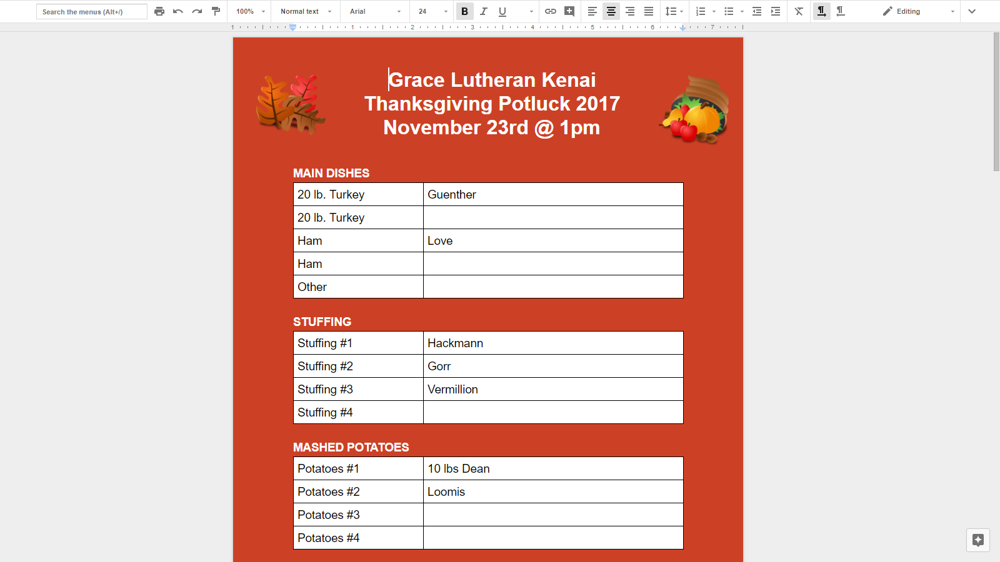 Search the menus (Alt+/)
100%
Normal text
Arial
24
B
I
U
Editing
1 1 2 3 4 5 6 7
Grace Lutheran Kenai
Thanksgiving Potluck 2017
November 23rd @ 1pm
MAIN DISHES
20 lb. Turkey Guenther
20 lb. Turkey
Ham Love
Ham
Other
STUFFING
Stuffing #1 Hackmann
Stuffing #2 Gorr
Stuffing #3 Vermillion
Stuffing #4
MASHED POTATOES
Potatoes #1 10 lbs Dean
Potatoes #2 Loomis
Potatoes #3
Potatoes #4